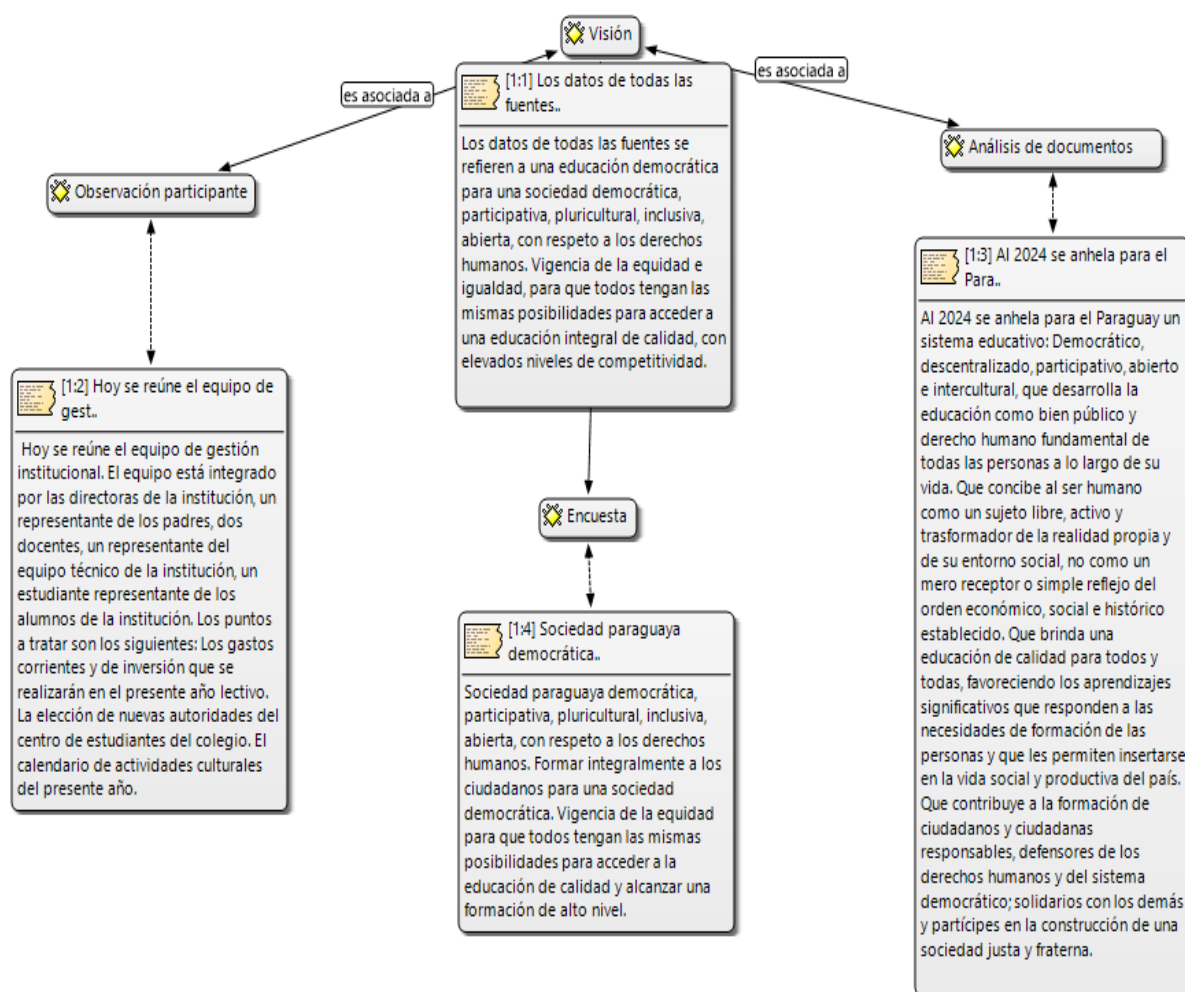 Visión
es asociada a
es asociada a
[1:1] Los datos de todas las
fuentes..
Los datos de todas las fuentes se
refieren a una educación democrática
para una sociedad democrática,
participativa, pluricultural, inclusiva,
abierta, con respeto a los derechos
humanos. Vigencia de la equidad e
igualdad, para que todos tengan las
mismas posibilidades para acceder a
una educación integral de calidad, con
elevados niveles de competitividad.
Observación participante
[1:2] Hoy se reúne el equipo de
gest..
Hoy se reúne el equipo de gestión
institucional. El equipo está integrado
por las directoras de la institución, un
representante de los padres, dos
docentes, un representante del
equipo técnico de la institución, un
estudiante representante de los
alumnos de la institución. Los puntos
a tratar son los siguientes: Los gastos
corrientes y de inversión que se
realizarán en el presente año lectivo.
La elección de nuevas autoridades del
centro de estudiantes del colegio. El
calendario de actividades culturales
del presente año.
Encuesta
[1:4] Sociedad paraguaya
democrática..
Sociedad paraguaya democrática,
participativa, pluricultural, inclusiva,
abierta, con respeto a los derechos
humanos. Formar integralmente a los
ciudadanos para una sociedad
democrática. Vigencia de la equidad
para que todos tengan las mismas
posibilidades para acceder a la
educación de calidad y alcanzar una
formación de alto nivel.
Análisis de documentos
[1:3] Al 2024 se anhela para el
Para..
Al 2024 se anhela para el Paraguay un
sistema educativo: Democrático,
descentralizado, participativo, abierto
e intercultural, que desarrolla la
educación como bien público y
derecho humano fundamental de
todas las personas a lo largo de su
vida. Que concibe al ser humano
como un sujeto libre, activo y
trasformador de la realidad propia y
de su entorno social, no como un
mero receptor o simple reflejo del
orden económico, social e histórico
establecido. Que brinda una
educación de calidad para todos y
todas, favoreciendo los aprendizajes
significativos que responden a las
necesidades de formación de las
personas y que les permiten insertarse
en la vida social y productiva del país.
Que contribuye a la formación de
ciudadanos y ciudadanas
responsables, defensores de los
derechos humanos y del sistema
democrático; solidarios con los demás
y partícipes en la construcción de una
sociedad justa y fraterna.